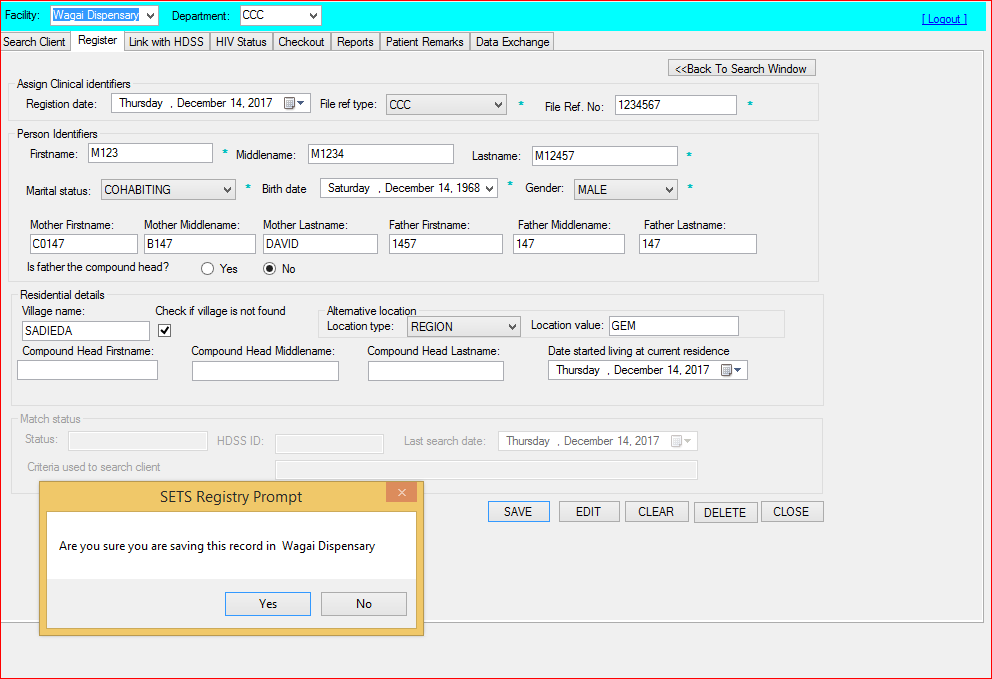 Facility: Wagai Dispensary Department: CCC [ Logout ]
Search Client Register Link with HDSS HIV Status Checkout Reports Patient Remarks Data Exchange
<<Back To Search Window
Assign Clinical identifiers
Registion date: Thursday , December 14, 2017 File ref type: CCC * File Ref. No: 1234567 *
Person Identifiers
Firstname: M123 * Middlename: M1234 Lastname: M12457 *
Marital status: COHABITING * Birth date Saturday , December 14, 1968 * Gender: MALE *
Mother Firstname: Mother Middlename: Mother Lastname: Father Firstname: Father Middlename: Father Lastname:
C0147 B147 DAVID 1457 147 147
Is father the compound head? Yes No
Residential details
Village name: Check if village is not found Alternative location
SADIEDA Location type: REGION Location value: GEM
Compound Head Firstname: Compound Head Middlename: Compound Head Lastname: Date started living at current residence
Thursday , December 14, 2017
Match status
Status: HDSS ID: Last search date: Thursday , December 14, 2017
Criteria used to search client
SETS Registry Prompt
Are you sure you are saving this record in Wagai Dispensary
Yes No
SAVE EDIT CLEAR DELETE CLOSE